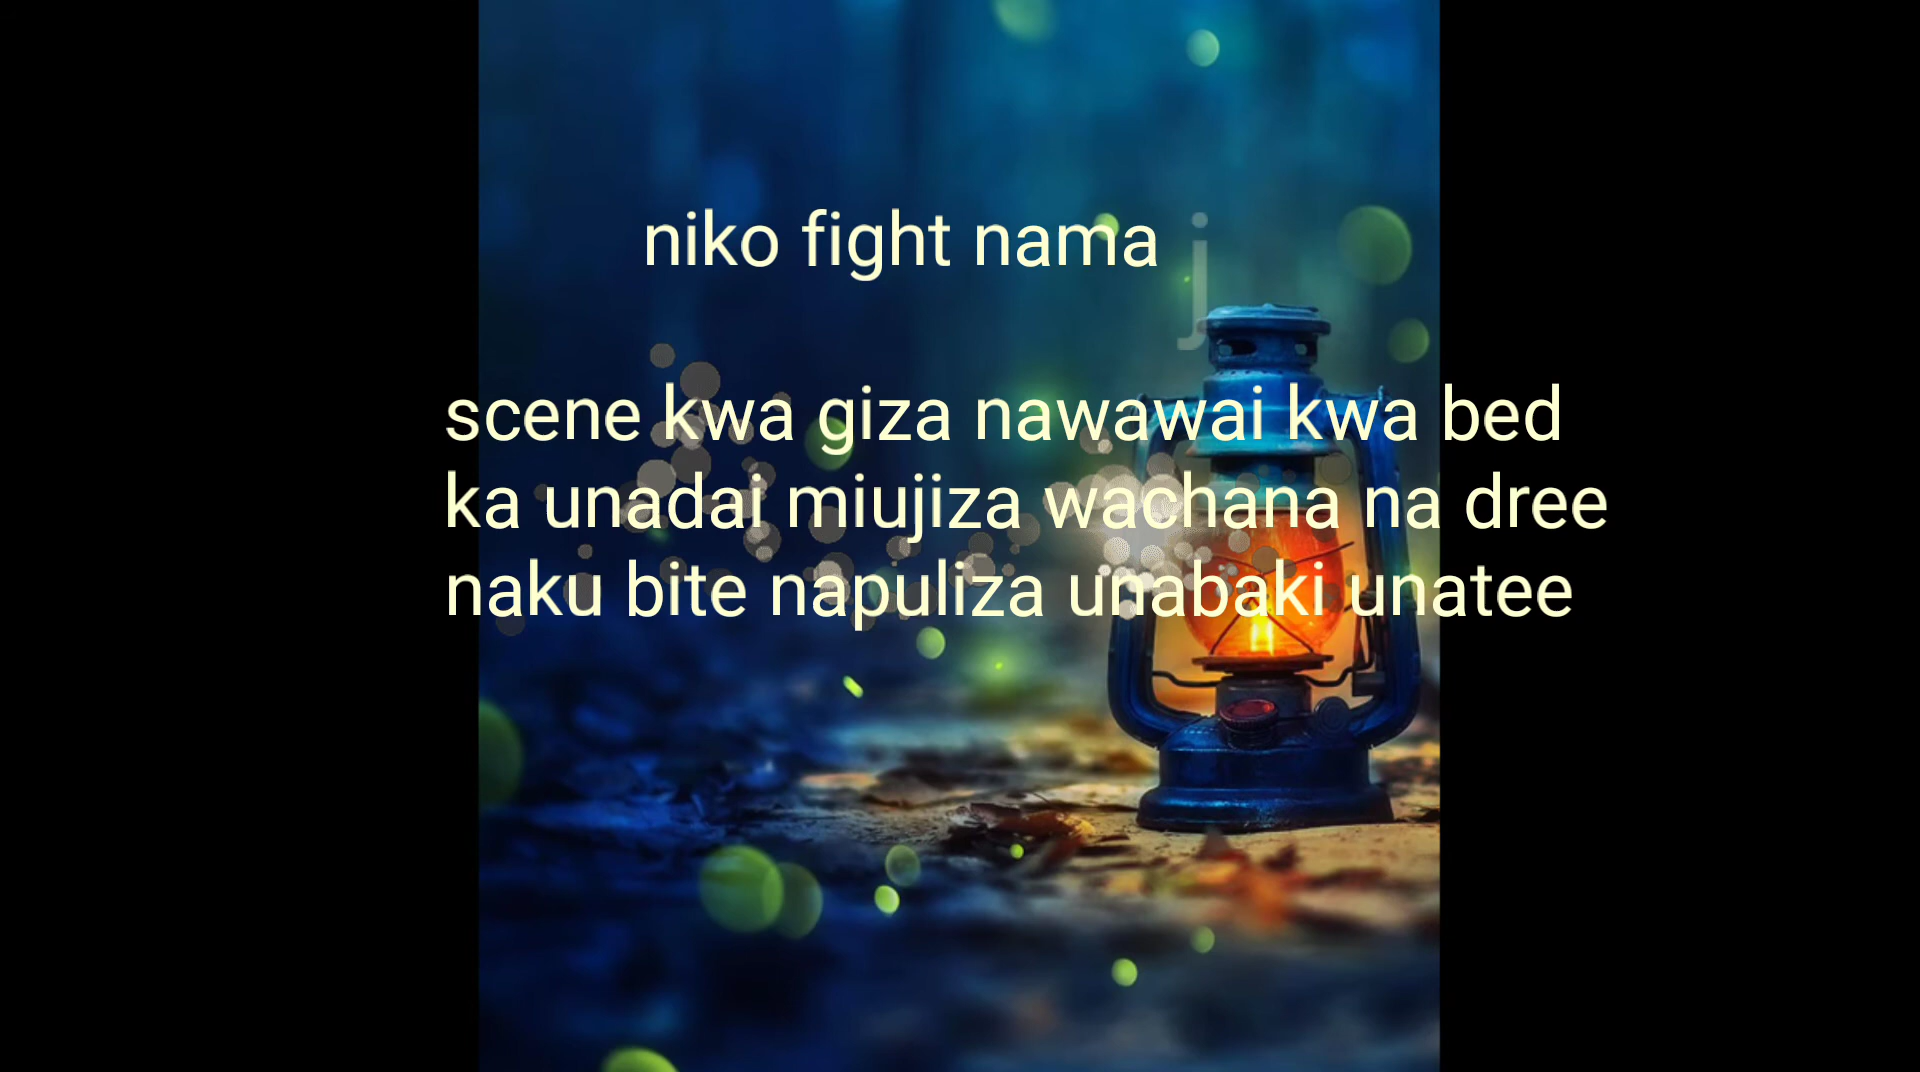 niko fight nama j
scene kwa giza nawawai kwa bed
ka unadai miujiza wachana na dree
naku bite napuliza unabaki unatee